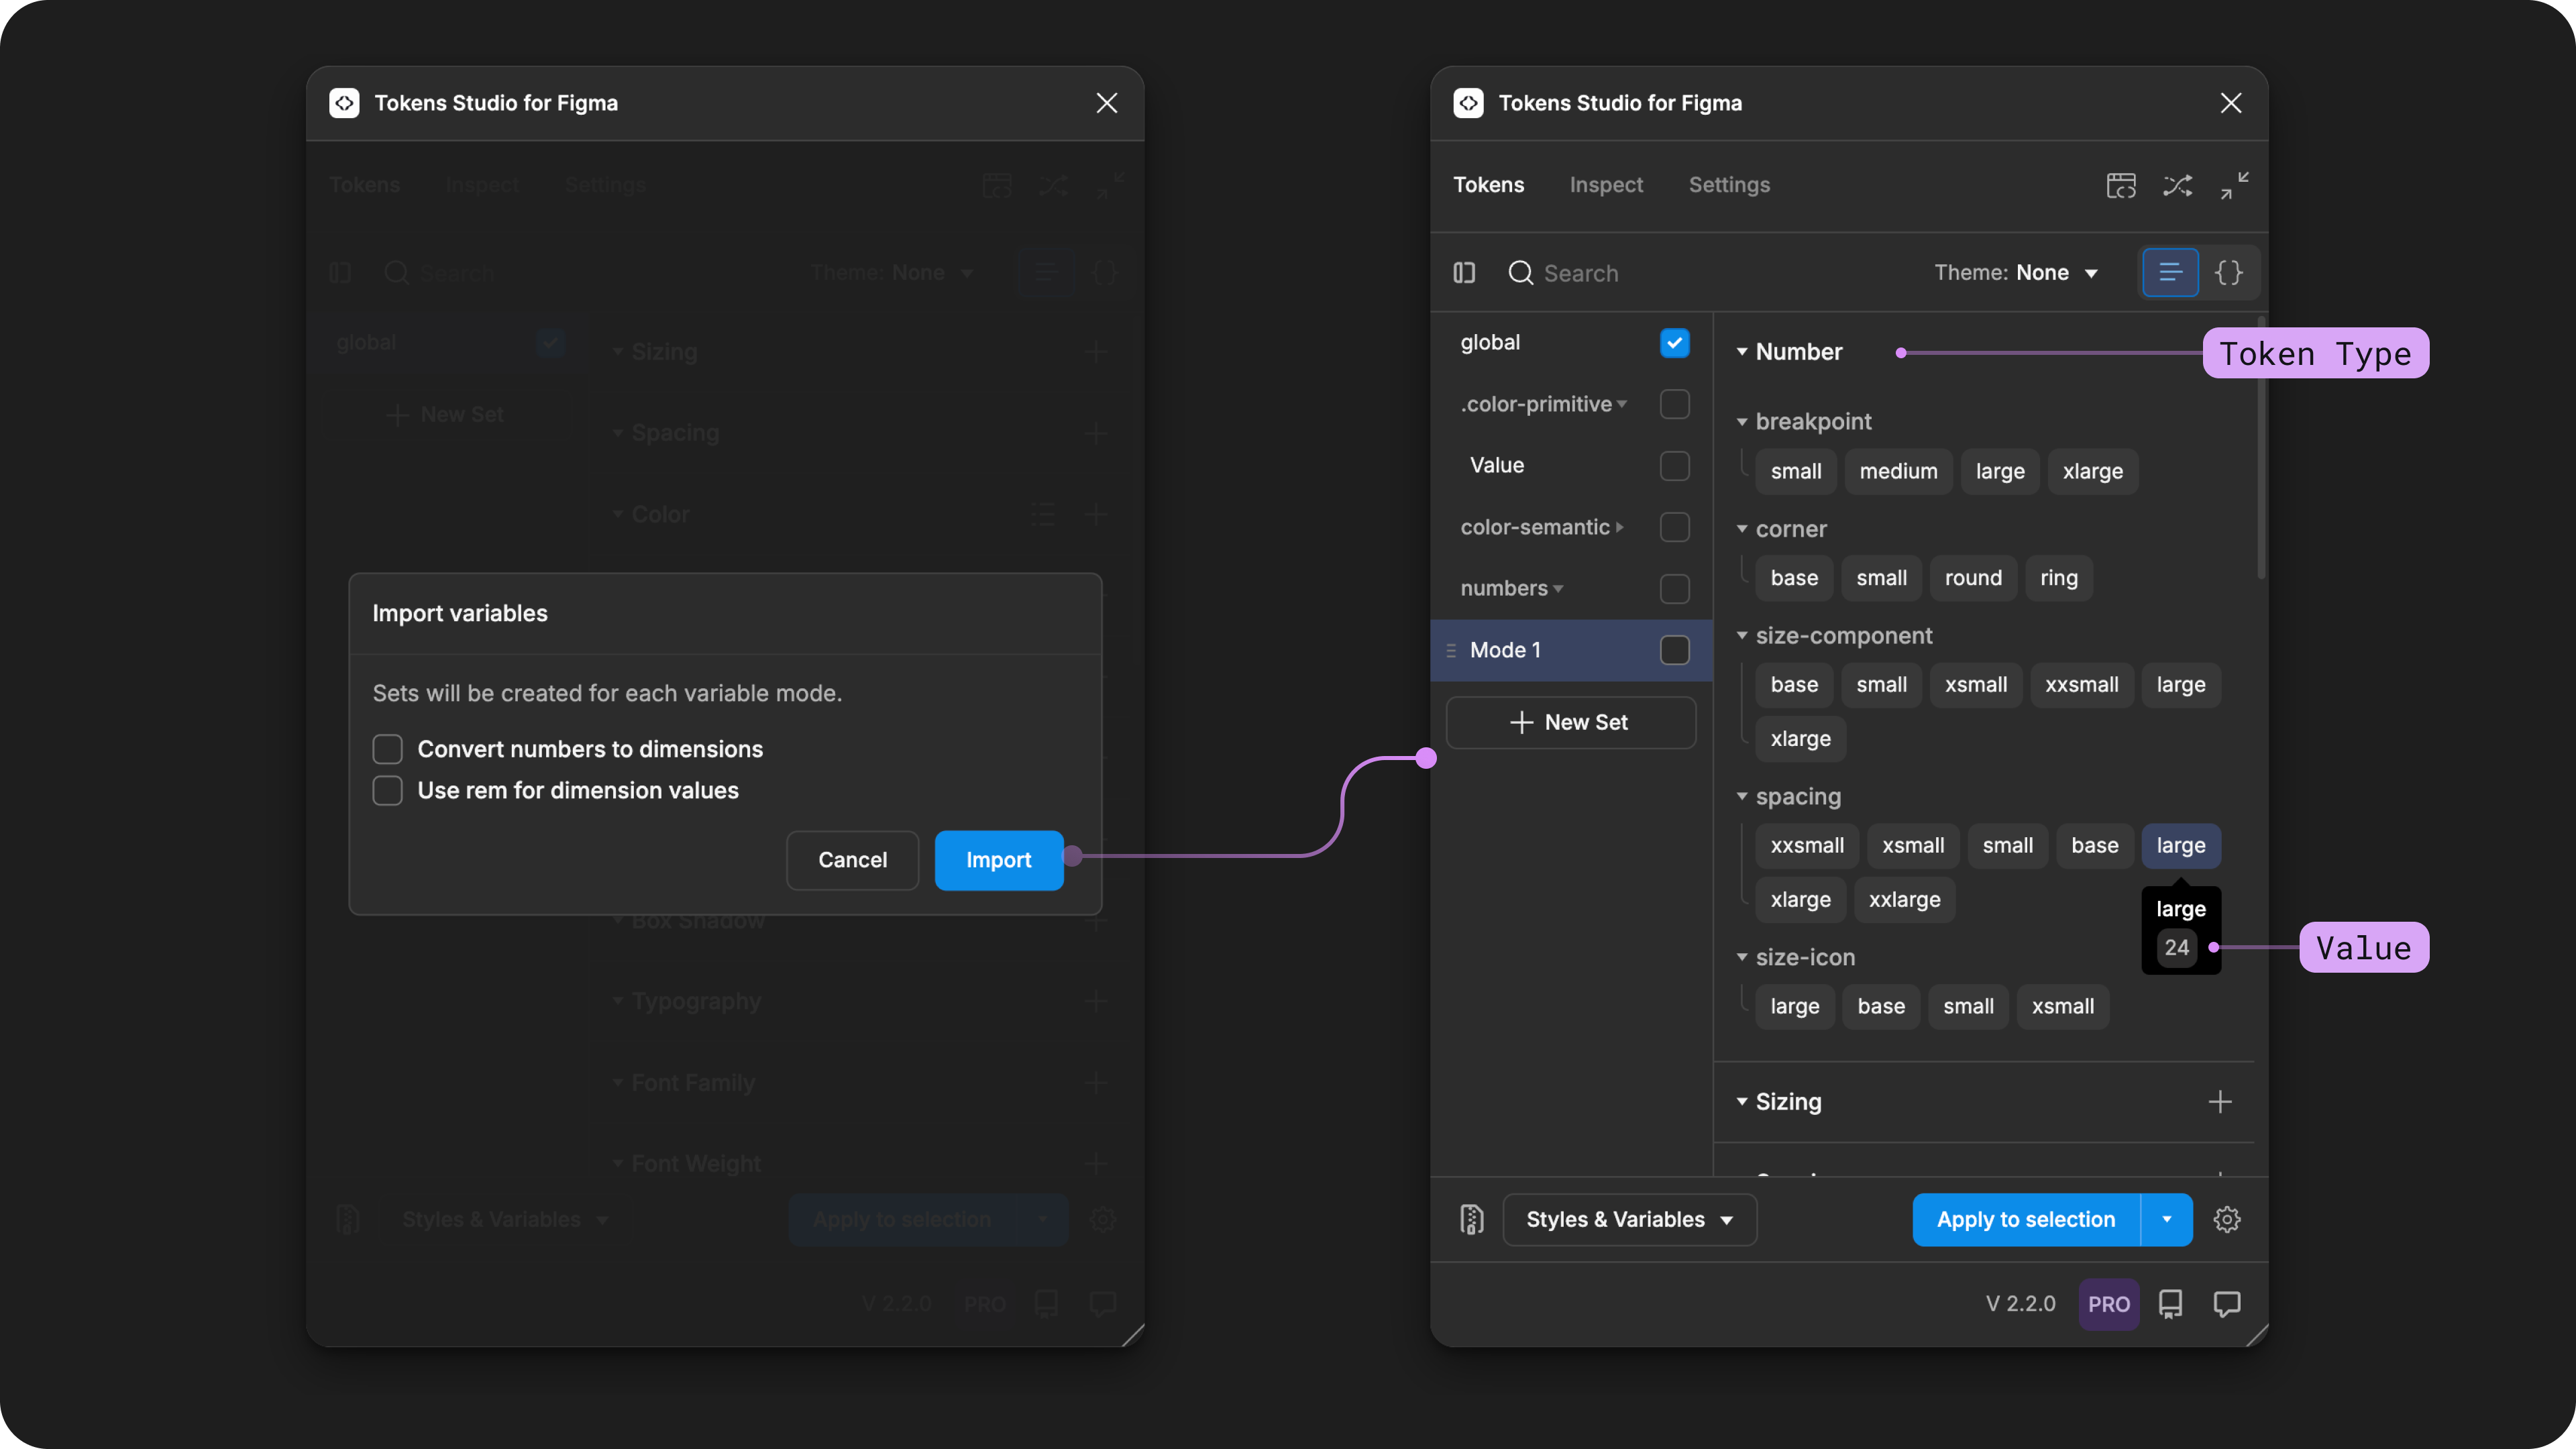 Tokens Studio for Figma
Tokens Inspect Settings
Search Theme: None
global
New Set
Sizing
Spacing
Color
Import variables
Sets will be created for each variable mode.
Convert numbers to dimensions
Use rem for dimension values
Cancel Import
Box Shadow
Typography
Font Family
Font Weight
Styles & Variables Apply to selection
V 2.2.0 PRO
Tokens Studio for Figma
Tokens Inspect Settings
Search Theme: None {}
global
.color-primitive
Value
color-semantic
numbers
Mode 1
New Set
Number
Token Type
breakpoint
small medium large xlarge
corner
base small round ring
size-component
base small xsmall xxsmall large
xlarge
spacing
xxsmall xsmall small base large
xlarge xxlarge
large
24
Value
size-icon
large base small xsmall
Sizing
Styles & Variables Apply to selection
V 2.2.0 PRO